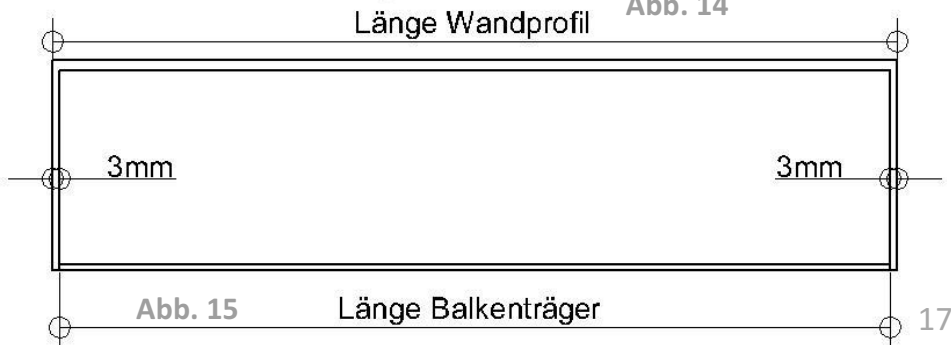 Abb. 14
Länge Wandprofil
3mm 3mm
Abb. 15 Länge Balkenträger
17